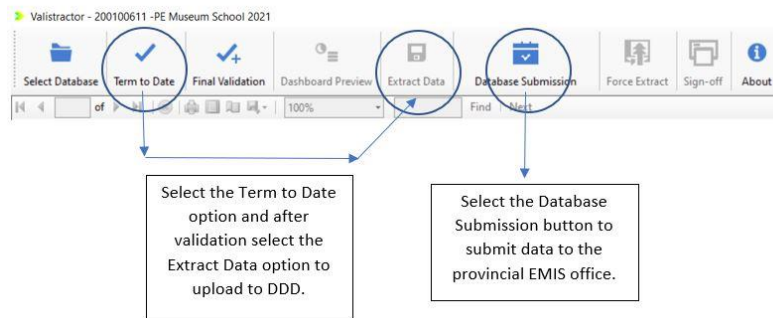 Valistractor - 200100611 -PE Museum School 2021
Select Database Term to Date Final Validation Dashboard Preview Extract Data Database Submission Force Extract Sign-off About
of 100% Find Next
Select the Term to Date
option and after
validation select the
Extract Data option to
upload to DDD.
Select the Database
Submission button to
submit data to the
provincial EMIS office.